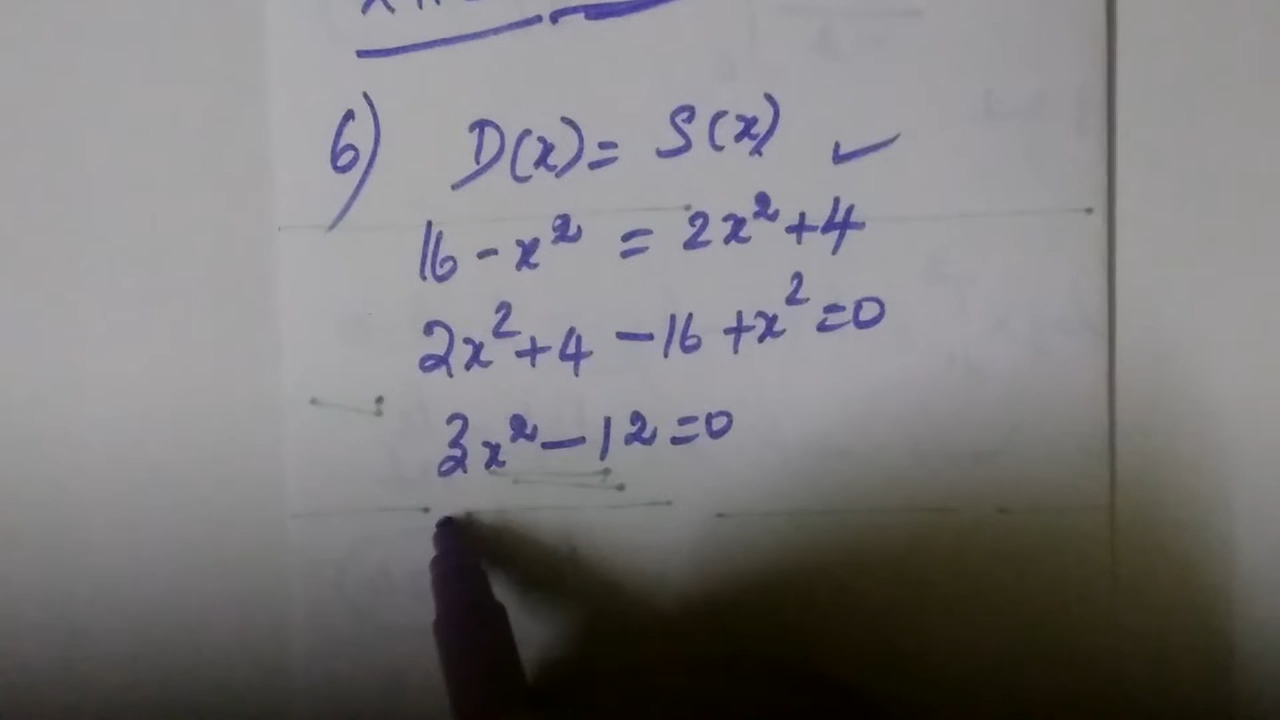 6) D(x) = S(x) ✓
16 - x² = 2x² + 4
2x² + 4 - 16 + x² = 0
3x² - 12 = 0